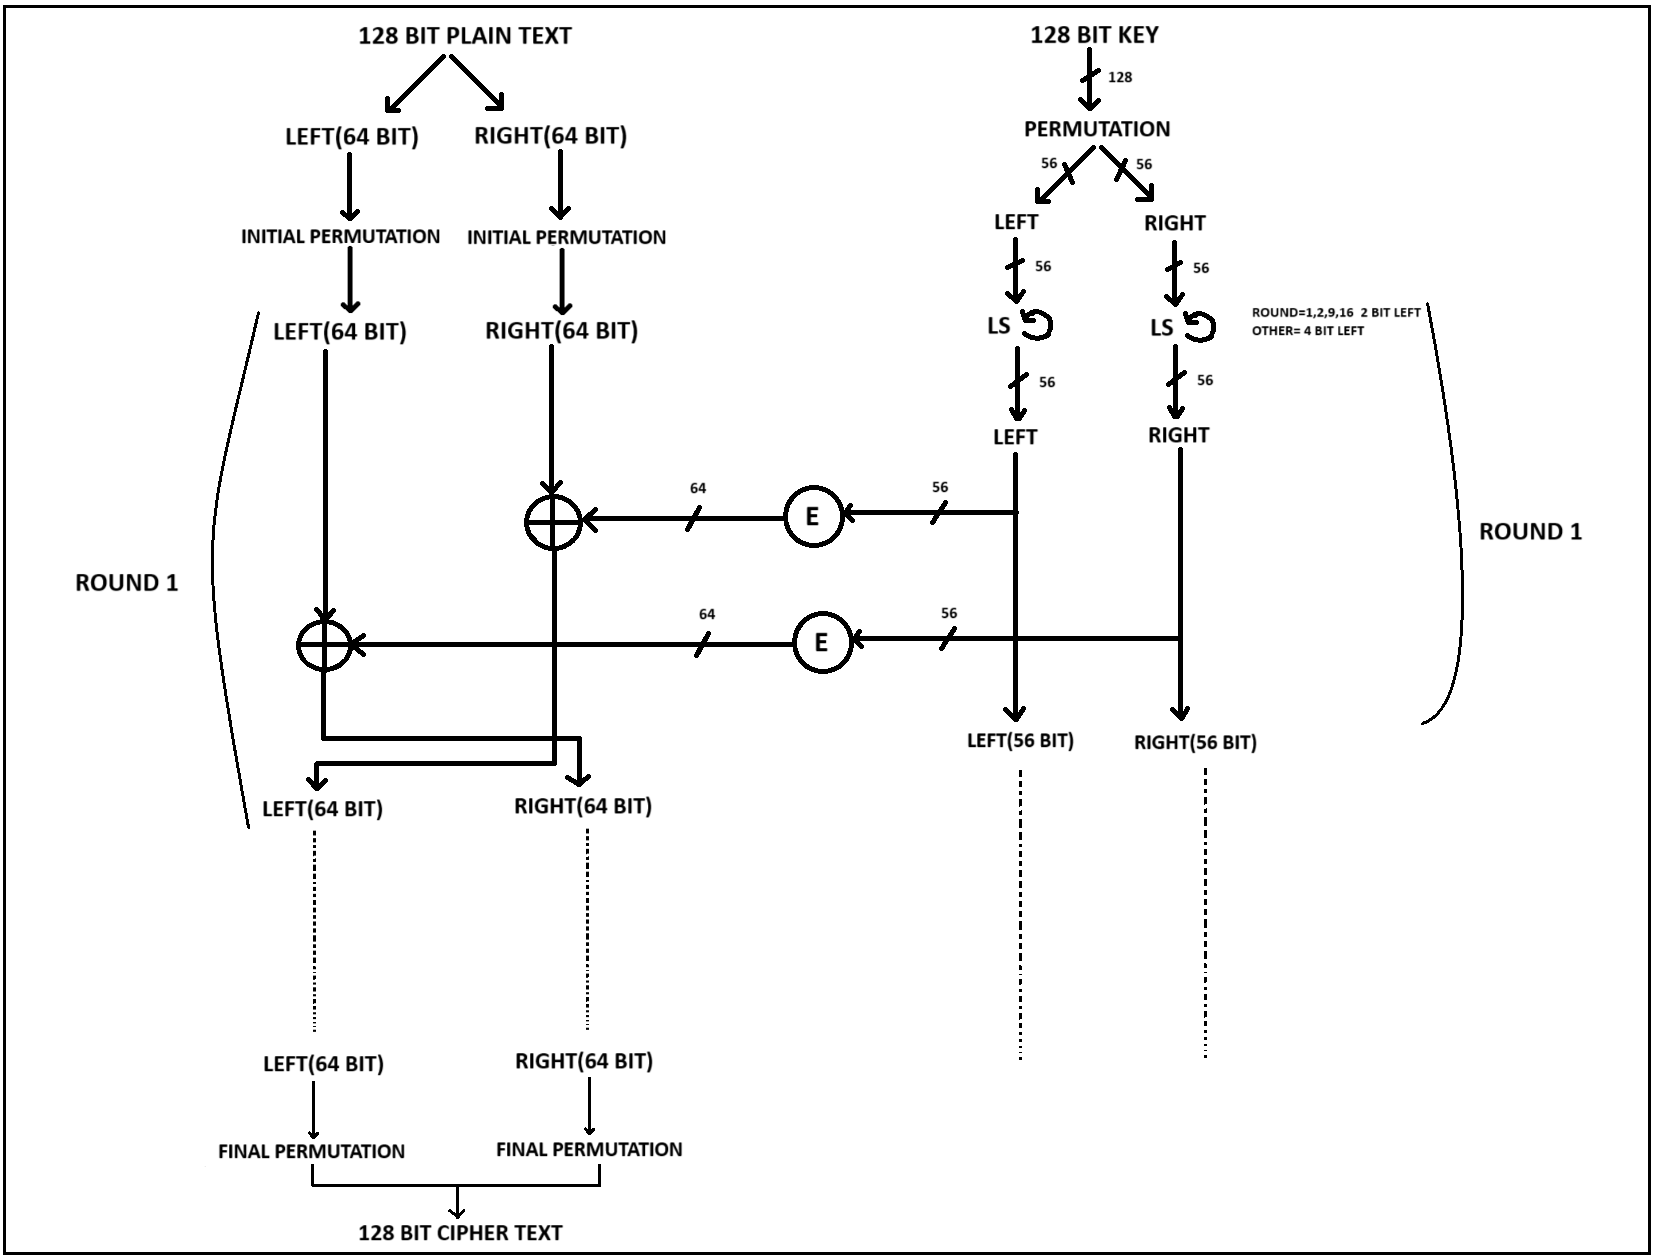 128 BIT PLAIN TEXT
128 BIT KEY
128
LEFT(64 BIT)
RIGHT(64 BIT)
PERMUTATION
56
56
INITIAL PERMUTATION
INITIAL PERMUTATION
LEFT
RIGHT
56
56
LEFT(64 BIT)
RIGHT(64 BIT)
LS
LS
ROUND=1,2,9,16 2 BIT LEFT
OTHER= 4 BIT LEFT
56
56
LEFT
RIGHT
64
E
56
ROUND 1
ROUND 1
64
E
56
LEFT(56 BIT)
RIGHT(56 BIT)
LEFT(64 BIT)
RIGHT(64 BIT)
LEFT(64 BIT)
RIGHT(64 BIT)
FINAL PERMUTATION
FINAL PERMUTATION
128 BIT CIPHER TEXT